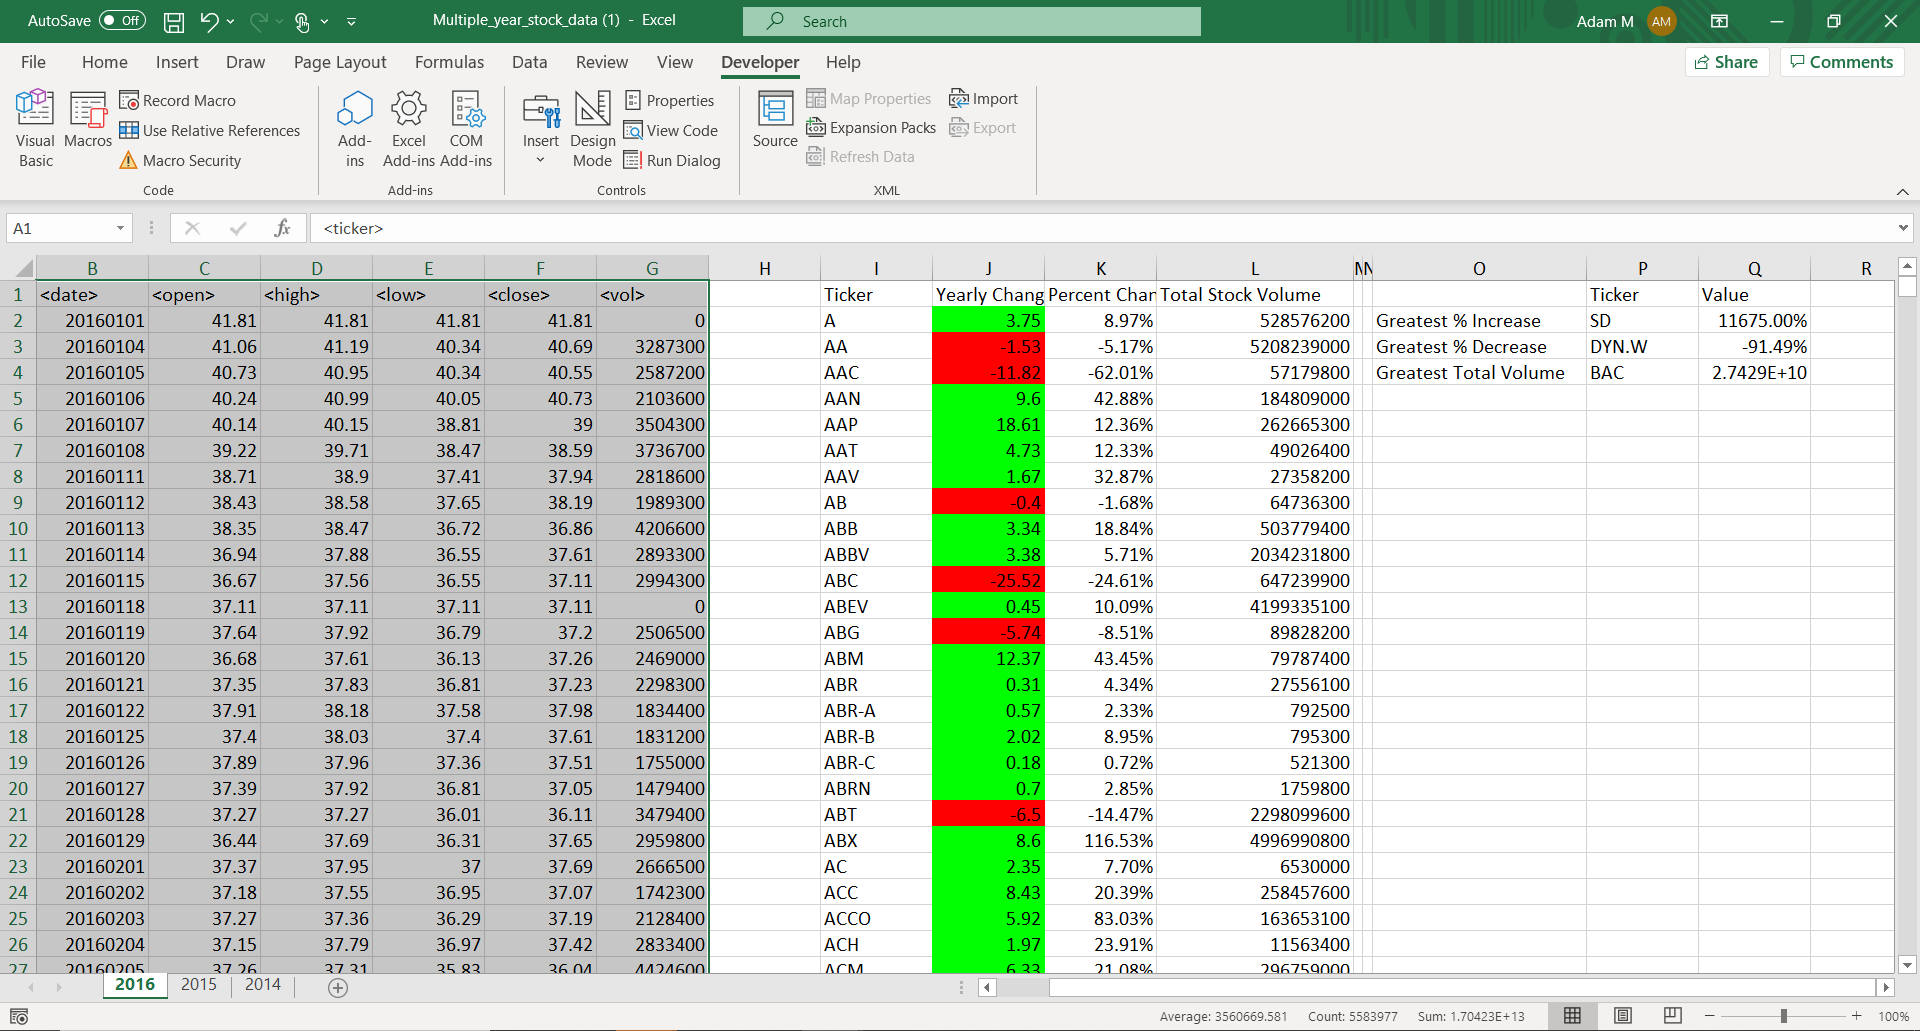 AutoSave Off Multiple_year_stock_data (1) - Excel Search Adam M AM
File Home Insert Draw Page Layout Formulas Data Review View Developer Help Share Comments
Visual Basic
Macros
Record Macro
Use Relative References
Macro Security
Code
Add-ins
Excel Add-ins
COM Add-ins
Add-ins
Insert
Design Mode
Properties
View Code
Run Dialog
Controls
Source
Map Properties
Expansion Packs
Refresh Data
Import
Export
XML
A1 fx <ticker>
B C D E F G H I J K L M N O P Q R
1 <date> <open> <high> <low> <close> <vol> Ticker Yearly Chang Percent Char Total Stock Volume Ticker Value
2 20160101 41.81 41.81 41.81 41.81 0 A 3.75 8.97% 528576200 Greatest % Increase SD 11675.00%
3 20160104 41.06 41.19 40.34 40.69 3287300 AA -1.53 -5.17% 5208239000 Greatest % Decrease DYN.W -91.49%
4 20160105 40.73 40.95 40.34 40.55 2587200 AAC -11.82 -62.01% 57179800 Greatest Total Volume BAC 2.7429E+10
5 20160106 40.24 40.99 40.05 40.73 2103600 AAN 9.6 42.88% 184809000
6 20160107 40.14 40.15 38.81 39 3504300 AAP 18.61 12.36% 262665300
7 20160108 39.22 39.71 38.47 38.59 3736700 AAT 4.73 12.33% 49026400
8 20160111 38.71 38.9 37.41 37.94 2818600 AAV 1.67 32.87% 27358200
9 20160112 38.43 38.58 37.65 38.19 1989300 AB -0.4 -1.68% 64736300
10 20160113 38.35 38.47 36.72 36.86 4206600 ABB 3.34 18.84% 503779400
11 20160114 36.94 37.88 36.55 37.61 2893300 ABBV 3.38 5.71% 2034231800
12 20160115 36.67 37.56 36.55 37.11 2994300 ABC -25.52 -24.61% 647239900
13 20160118 37.11 37.11 37.11 37.11 0 ABEV 0.45 10.09% 4199335100
14 20160119 37.64 37.92 36.79 37.2 2506500 ABG -5.74 -8.51% 89828200
15 20160120 36.68 37.61 36.13 37.26 2469000 ABM 12.37 43.45% 79787400
16 20160121 37.35 37.83 36.81 37.23 2298300 ABR 0.31 4.34% 27556100
17 20160122 37.91 38.18 37.58 37.98 1834400 ABR-A 0.57 2.33% 792500
18 20160125 37.4 38.03 37.4 37.61 1831200 ABR-B 2.02 8.95% 795300
19 20160126 37.89 37.96 37.36 37.51 1755000 ABR-C 0.18 0.72% 521300
20 20160127 37.39 37.92 36.81 37.05 1479400 ABRN 0.7 2.85% 1759800
21 20160128 37.27 37.27 36.01 36.11 3479400 ABT -6.5 -14.47% 2298099600
22 20160129 36.44 37.69 36.31 37.65 2959800 ABX 8.6 116.53% 4996990800
23 20160201 37.37 37.95 37 37.69 2666500 AC 2.35 7.70% 6530000
24 20160202 37.18 37.55 36.95 37.07 1742300 ACC 8.43 20.39% 258457600
25 20160203 37.27 37.36 36.29 37.19 2128400 ACCO 5.92 83.03% 163653100
26 20160204 37.15 37.79 36.97 37.42 2833400 ACH 1.97 23.91% 11563400
27 20160205 37.26 37.31 35.83 36.04 4424600 ACM 6.33 21.08% 296759000
2016 2015 2014
Average: 3560669.581 Count: 5583977 Sum: 1.70423E+13 100%